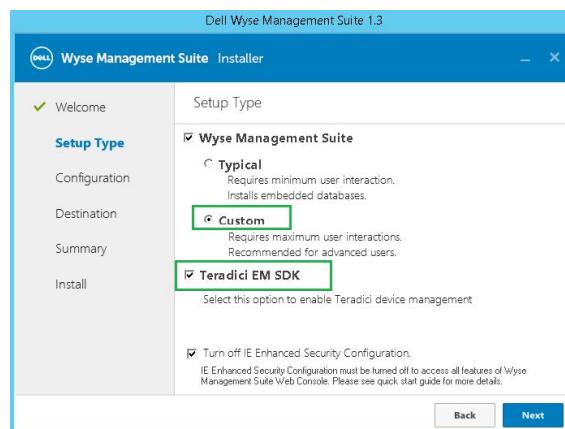 Dell Wyse Management Suite 1.3
DELL Wyse Management Suite Installer
Welcome
Setup Type
Configuration
Destination
Summary
Install
Setup Type
Wyse Management Suite
Typical
Requires minimum user interaction.
Installs embedded databases.
Custom
Requires maximum user interactions.
Recommended for advanced users.
Teradici EM SDK
Select this option to enable Teradici device management
Turn off IE Enhanced Security Configuration.
IE Enhanced Security Configuration must be turned off to access all features of Wyse
Management Suite Web Console. Please see quick start guide for more details.
Back
Next